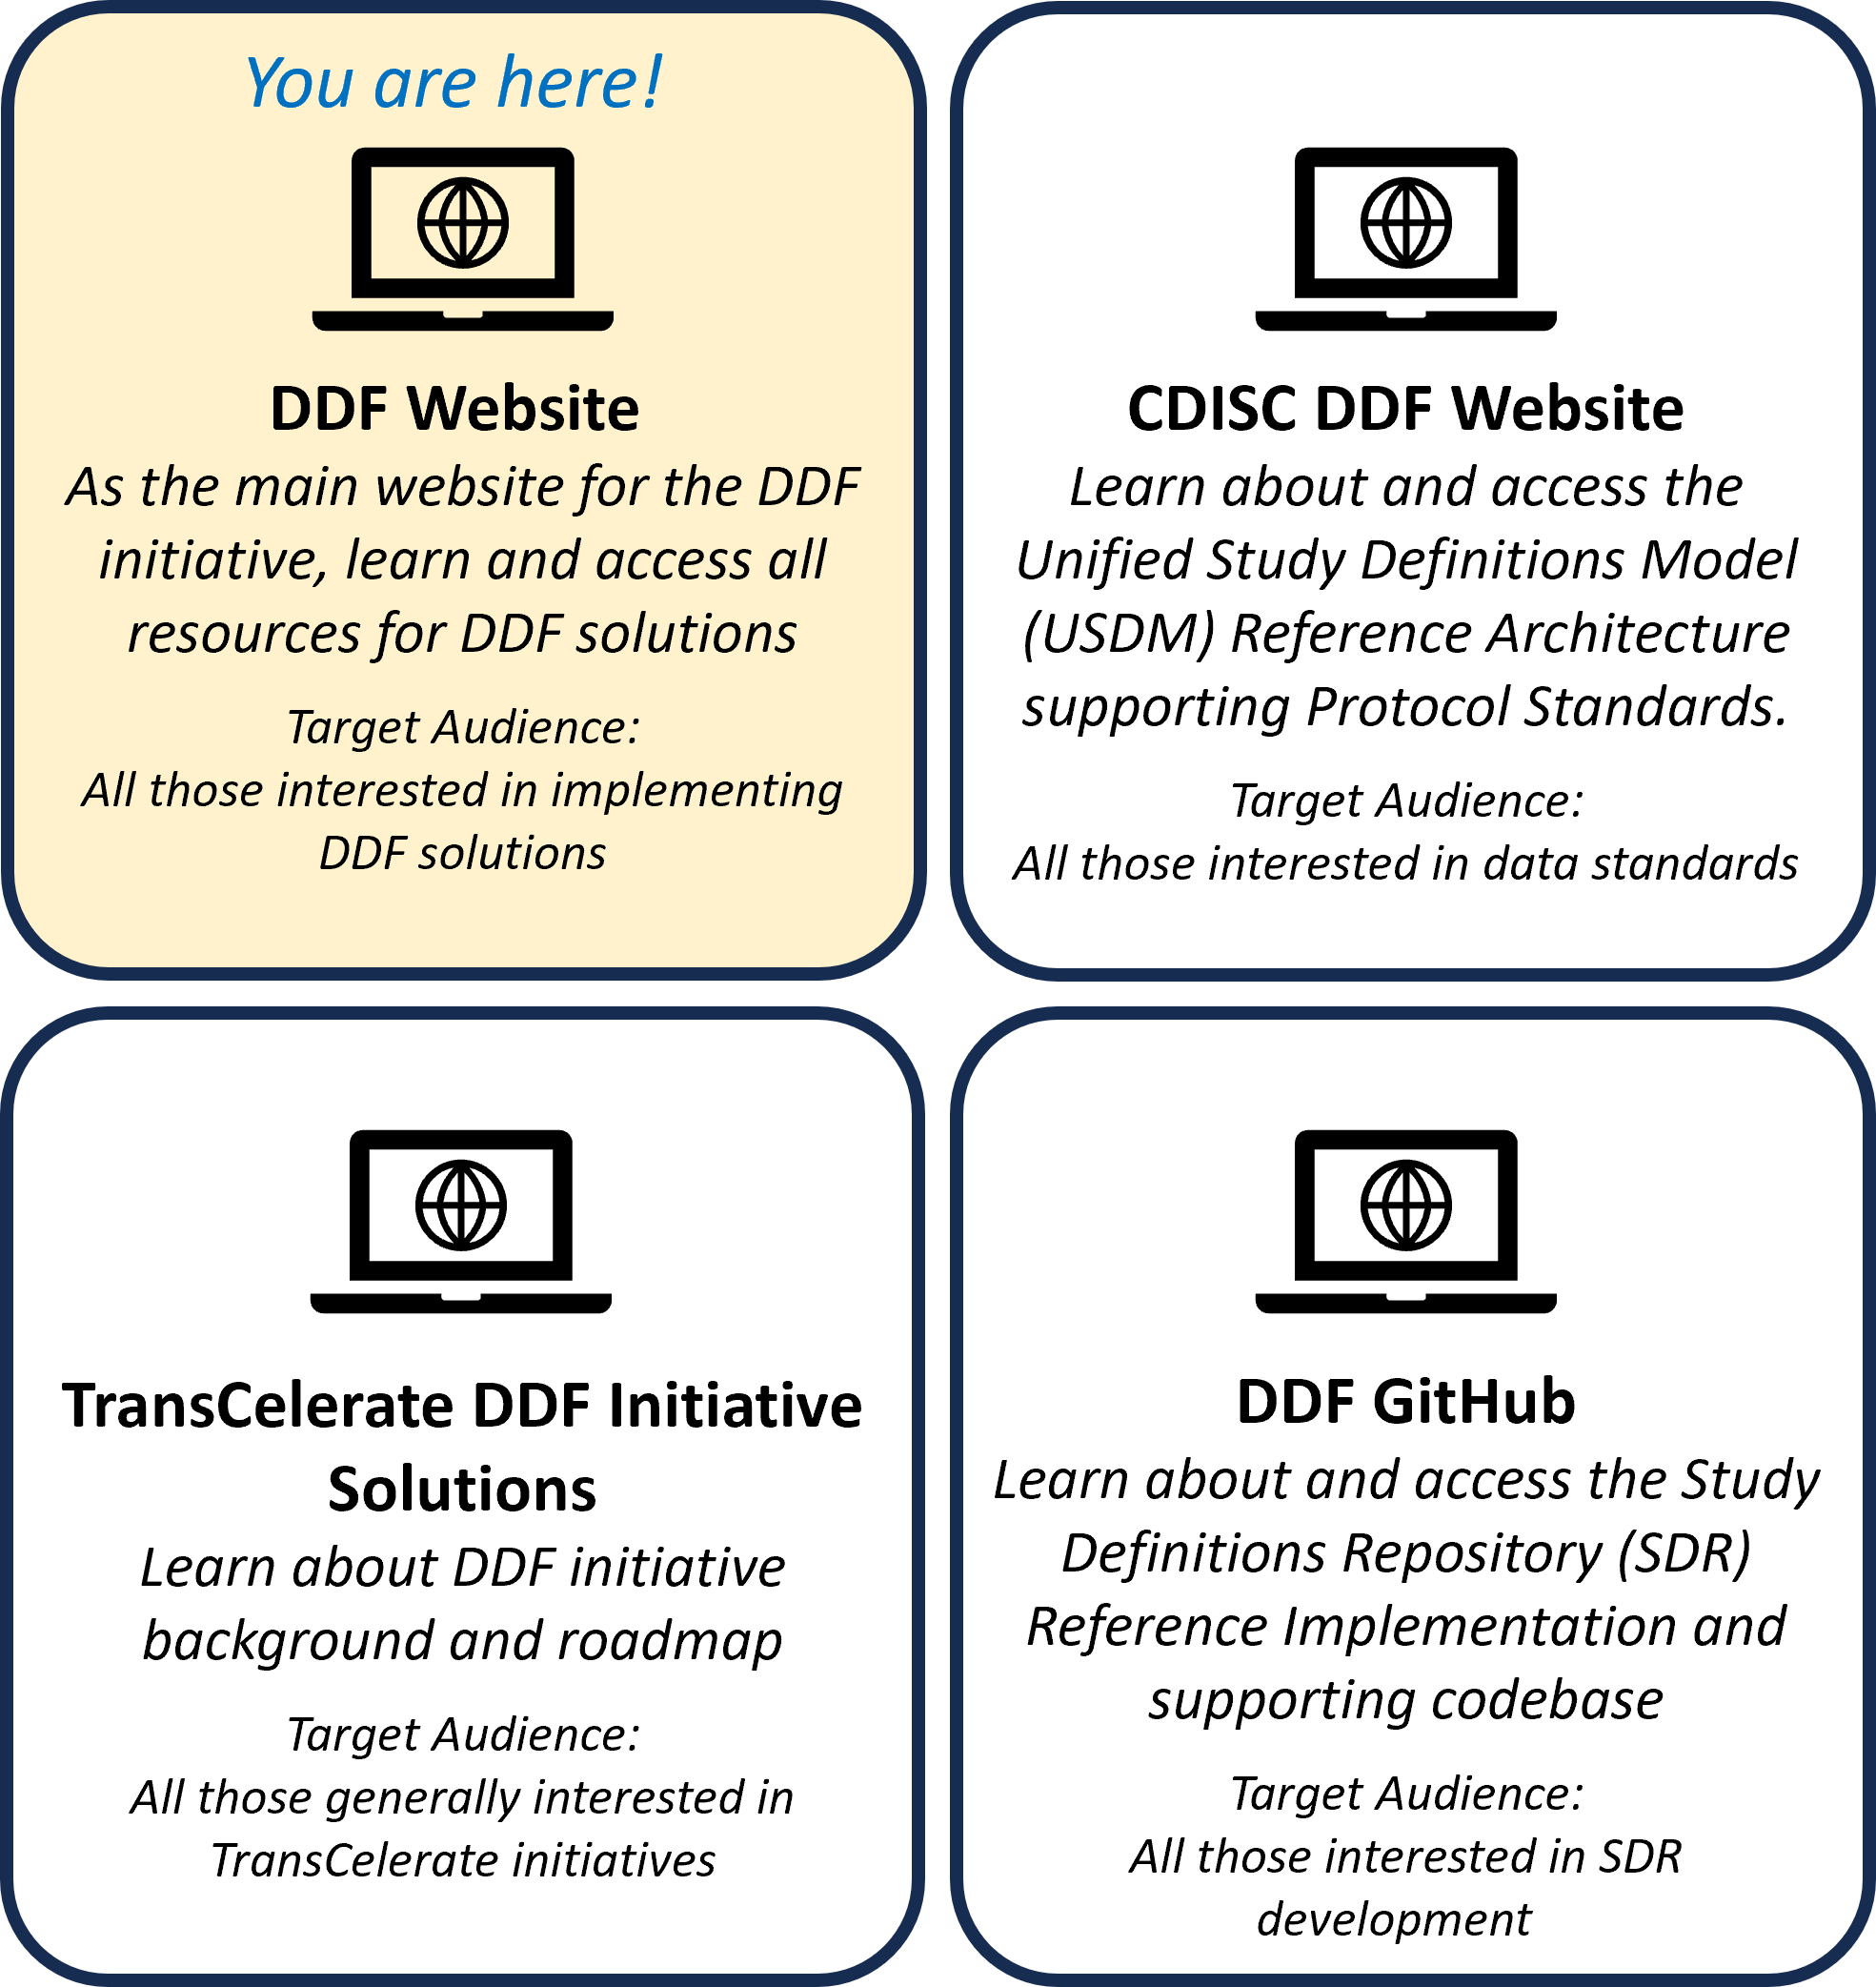 You are here!
DDF Website
As the main website for the DDF
initiative, learn and access all
resources for DDF solutions
Target Audience:
All those interested in implementing
DDF solutions
CDISC DDF Website
Learn about and access the
Unified Study Definitions Model
(USDM) Reference Architecture
supporting Protocol Standards.
Target Audience:
All those interested in data standards
TransCelerate DDF Initiative
Solutions
Learn about DDF initiative
background and roadmap
Target Audience:
All those generally interested in
TransCelerate initiatives
DDF GitHub
Learn about and access the Study
Definitions Repository (SDR)
Reference Implementation and
supporting codebase
Target Audience:
All those interested in SDR
development